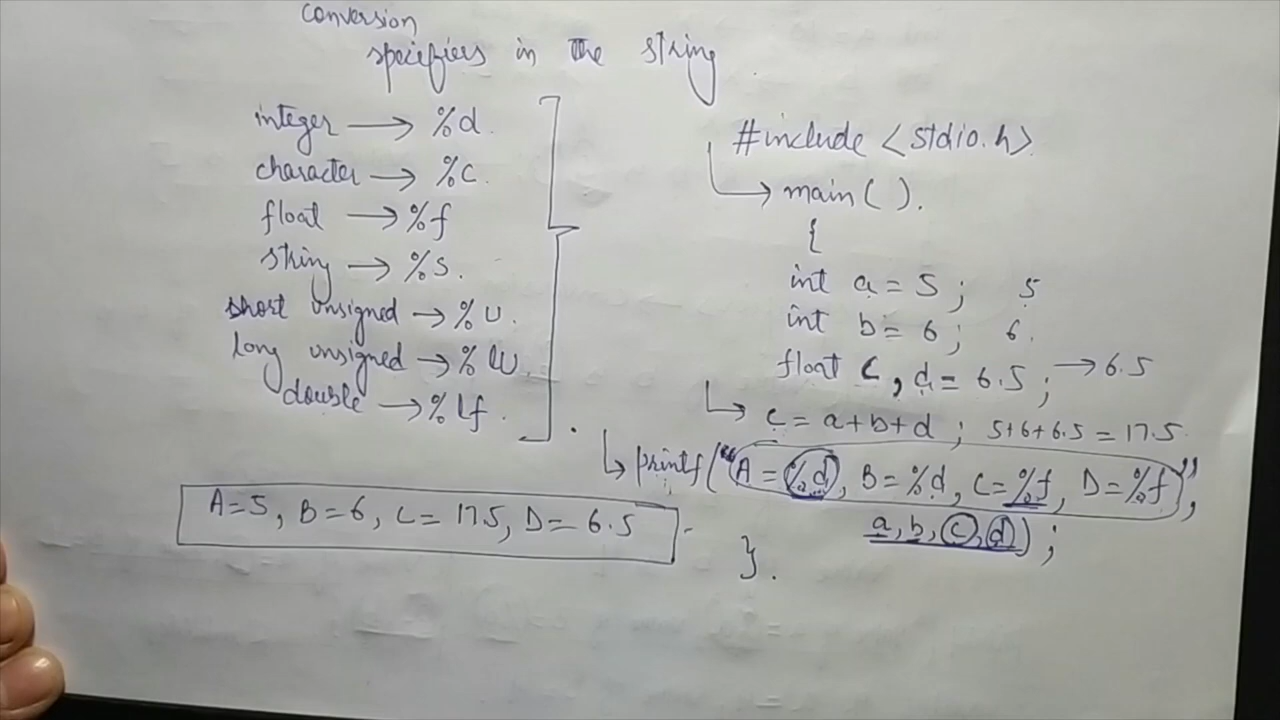 conversion
specifiers in the string
integer → %d.
character → %c.
float → %f
string → %s.
short unsigned → %u.
long unsigned → %lu.
double → %lf.
#include <stdio.h>
→ main( ).
{
int a = 5 ; 5
int b = 6 ; 6.
float c, d = 6.5 ; → 6.5
→ c = a+b+d ; 5+6+6.5 = 17.5
→ printf("A = %d, B = %d, C = %f, D = %f",
a, b, c, d) ;
}.
A=5, B=6, C= 17.5, D= 6.5